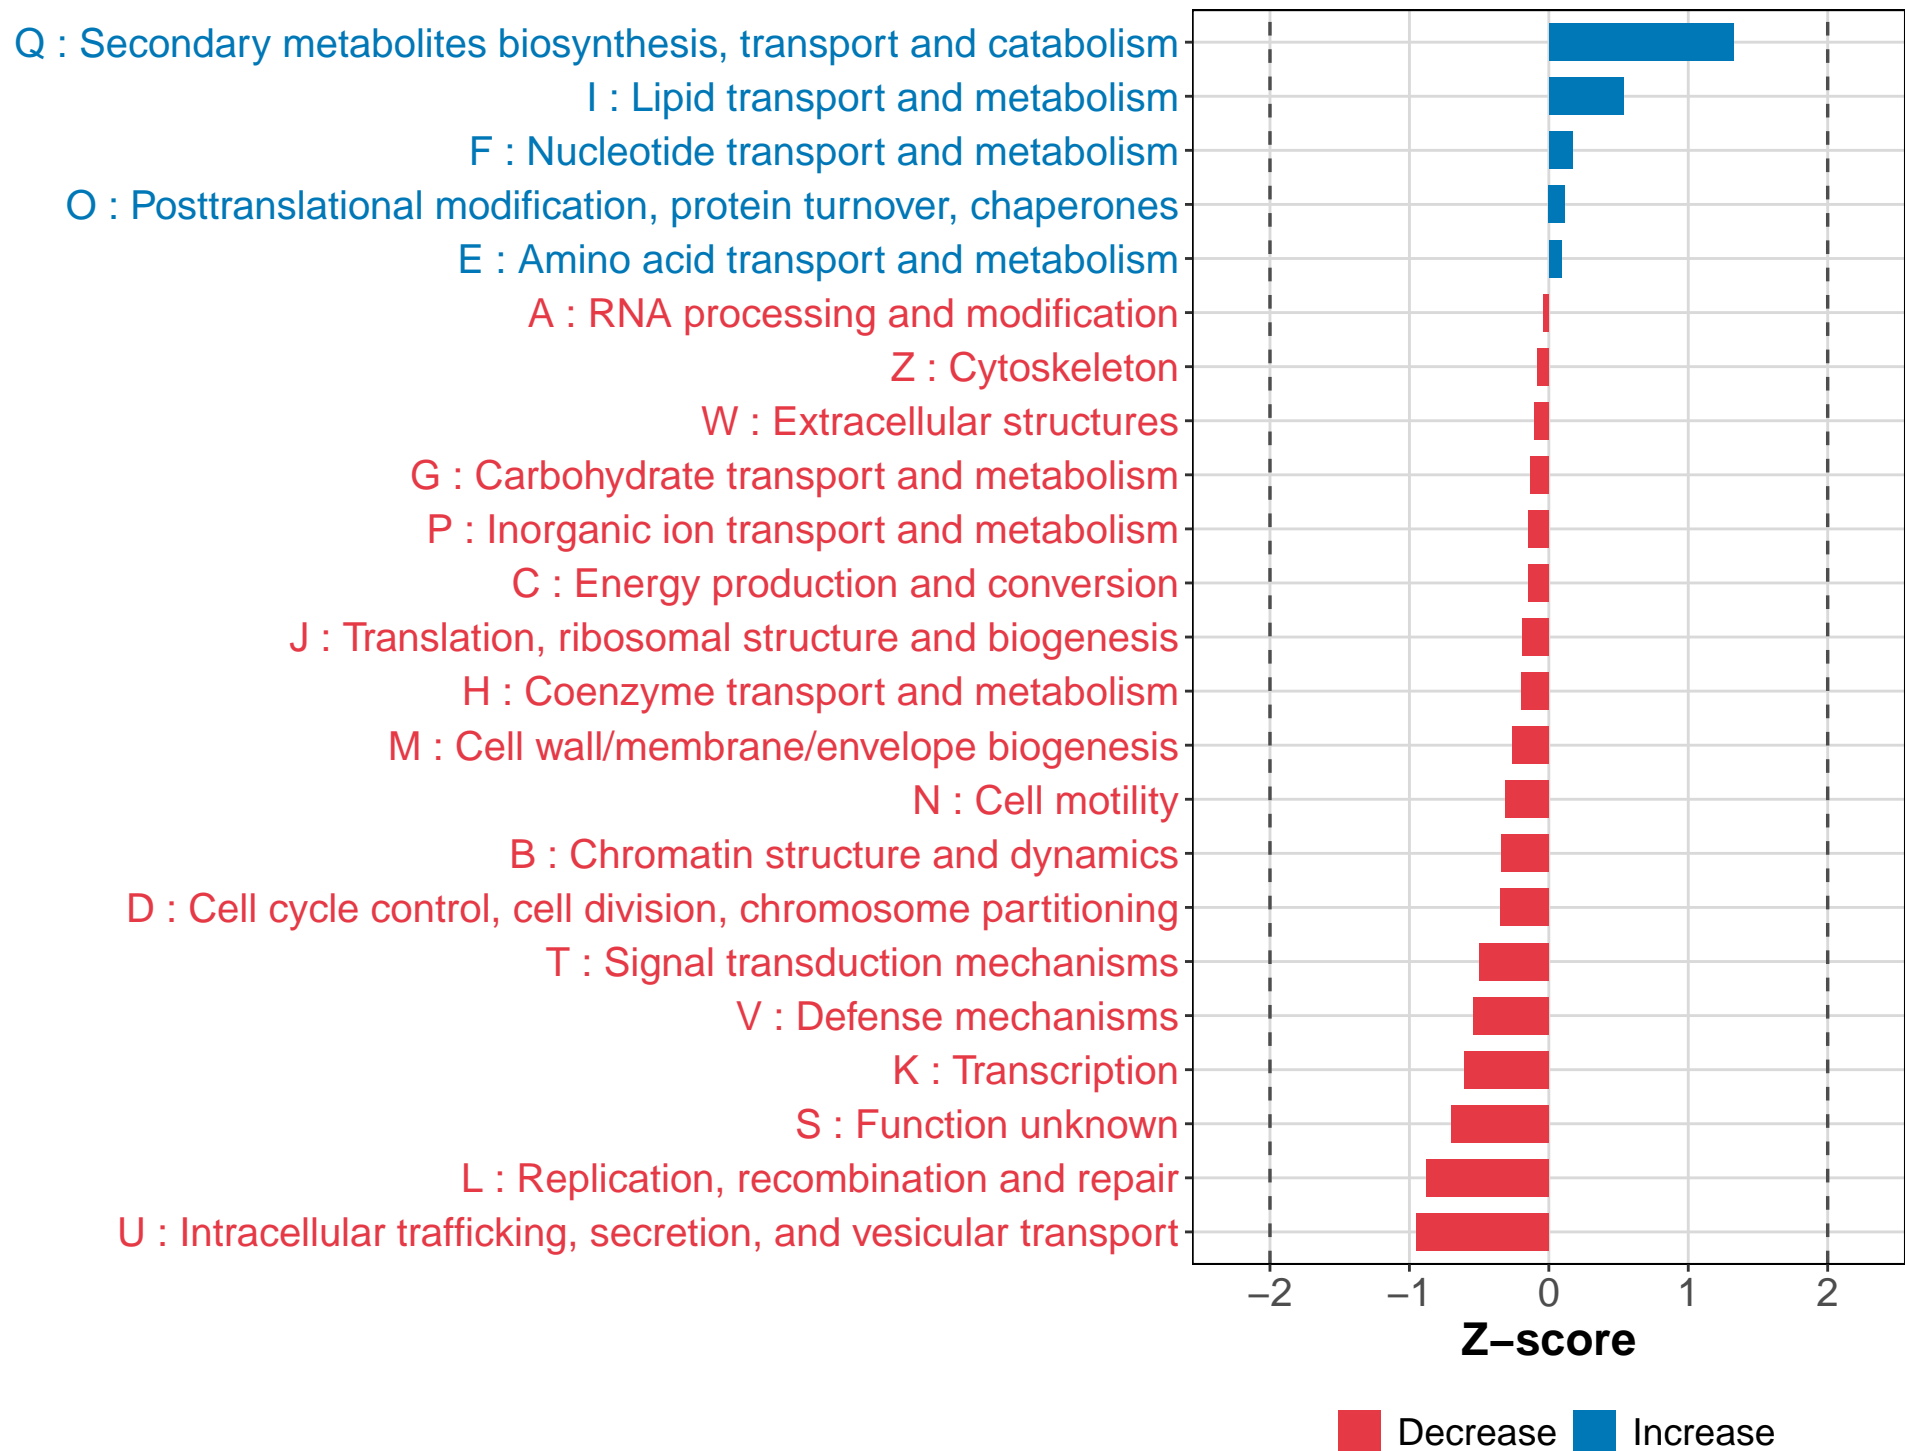 Q : Secondary metabolites biosynthesis, transport and catabolism
I : Lipid transport and metabolism
F : Nucleotide transport and metabolism
O : Posttranslational modification, protein turnover, chaperones
E : Amino acid transport and metabolism
A : RNA processing and modification
Z : Cytoskeleton
W : Extracellular structures
G : Carbohydrate transport and metabolism
P : Inorganic ion transport and metabolism
C : Energy production and conversion
J : Translation, ribosomal structure and biogenesis
H : Coenzyme transport and metabolism
M : Cell wall/membrane/envelope biogenesis
N : Cell motility
B : Chromatin structure and dynamics
D : Cell cycle control, cell division, chromosome partitioning
T : Signal transduction mechanisms
V : Defense mechanisms
K : Transcription
S : Function unknown
L : Replication, recombination and repair
U : Intracellular trafficking, secretion, and vesicular transport
−2 −1 0 1 2
Z−score
Decrease Increase